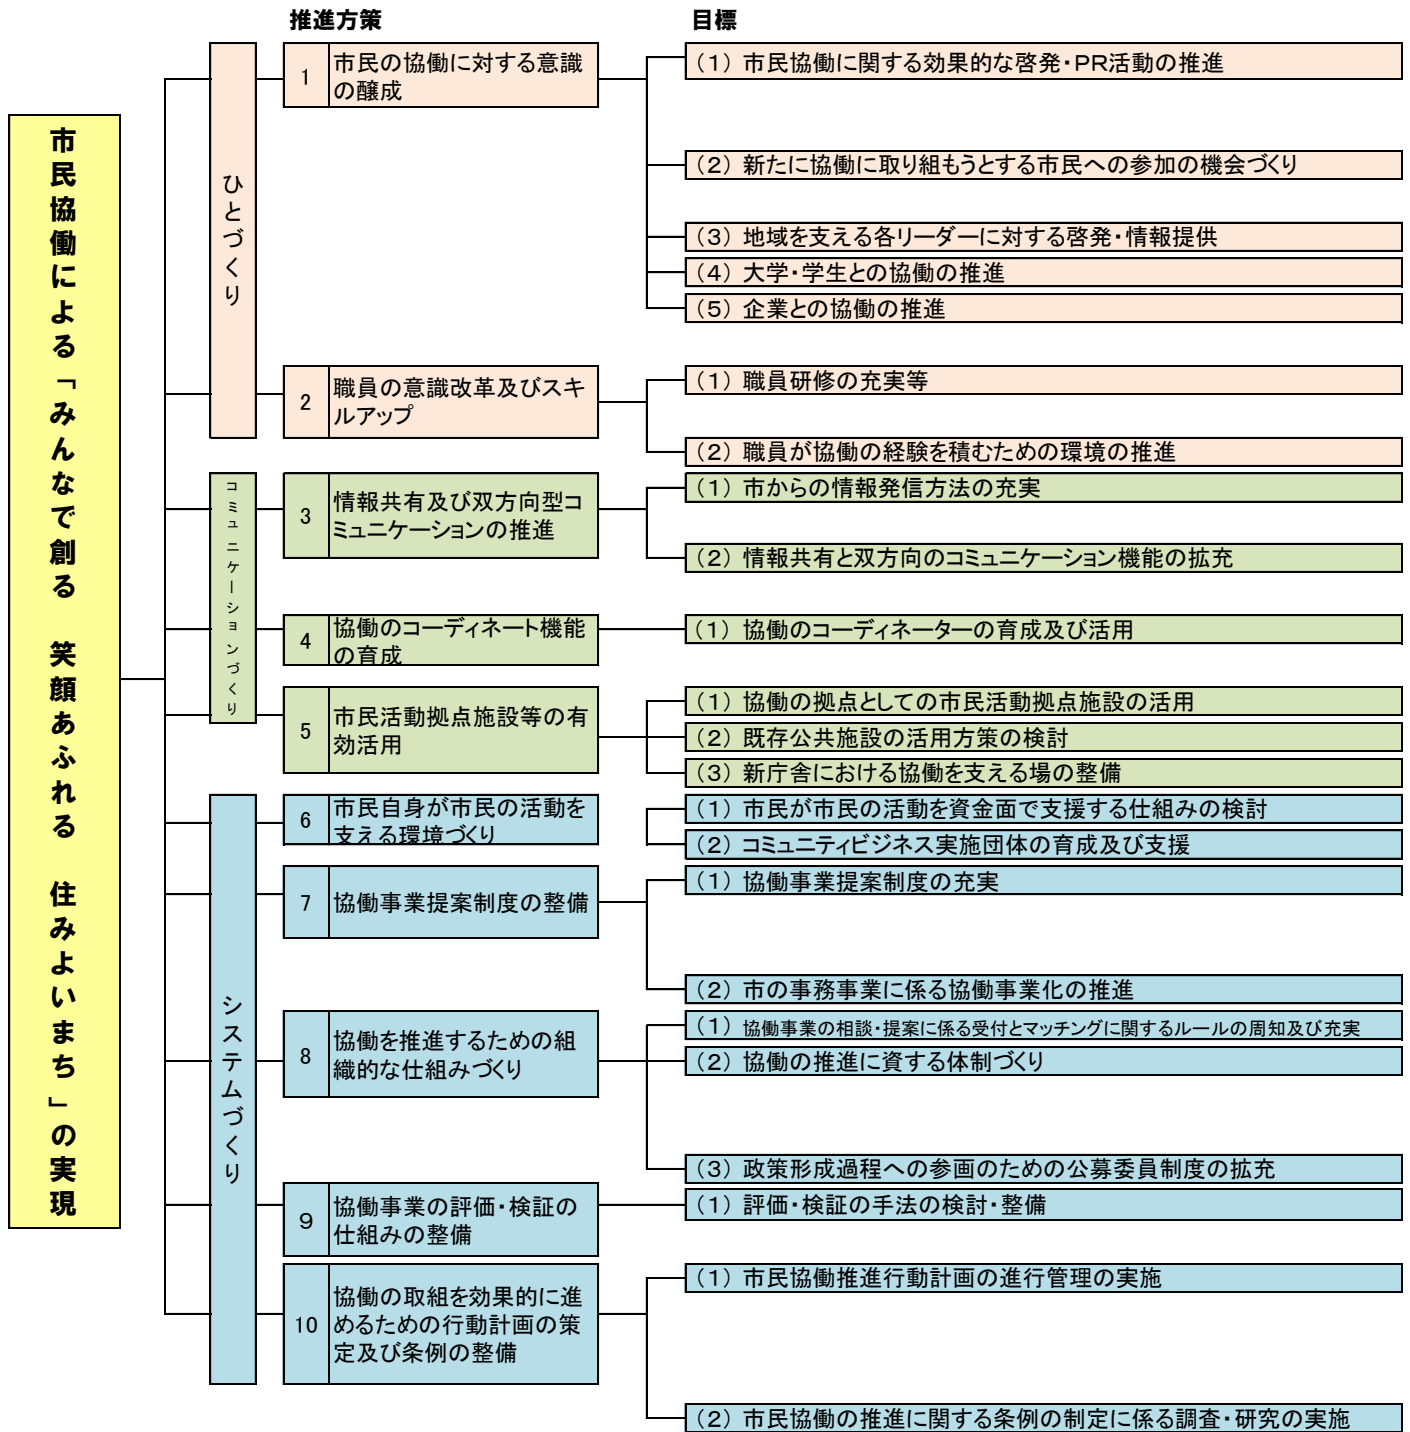 推進方策
目標
市民協働による「みんなで創る　笑顔あふれる　住みよいまち」の実現
ひとづくり
1
市民の協働に対する意識
の醸成
(1) 市民協働に関する効果的な啓発・PR活動の推進
(2) 新たに協働に取り組もうとする市民への参加の機会づくり
(3) 地域を支える各リーダーに対する啓発・情報提供
(4) 大学・学生との協働の推進
(5) 企業との協働の推進
2
職員の意識改革及びスキ
ルアップ
(1) 職員研修の充実等
(2) 職員が協働の経験を積むための環境の推進
コミュニケーションづくり
3
情報共有及び双方向型コ
ミュニケーションの推進
(1) 市からの情報発信方法の充実
(2) 情報共有と双方向のコミュニケーション機能の拡充
4
協働のコーディネート機能
の育成
(1) 協働のコーディネーターの育成及び活用
5
市民活動拠点施設等の有
効活用
(1) 協働の拠点としての市民活動拠点施設の活用
(2) 既存公共施設の活用方策の検討
(3) 新庁舎における協働を支える場の整備
システムづくり
6
市民自身が市民の活動を
支える環境づくり
(1) 市民が市民の活動を資金面で支援する仕組みの検討
(2) コミュニティビジネス実施団体の育成及び支援
7
協働事業提案制度の整備
(1) 協働事業提案制度の充実
(2) 市の事務事業に係る協働事業化の推進
8
協働を推進するための組
織的な仕組みづくり
(1) 協働事業の相談・提案に係る受付とマッチングに関するルールの周知及び充実
(2) 協働の推進に資する体制づくり
(3) 政策形成過程への参画のための公募委員制度の拡充
9
協働事業の評価・検証の
仕組みの整備
(1) 評価・検証の手法の検討・整備
10
協働の取組を効果的に進
めるための行動計画の策
定及び条例の整備
(1) 市民協働推進行動計画の進行管理の実施
(2) 市民協働の推進に関する条例の制定に係る調査・研究の実施